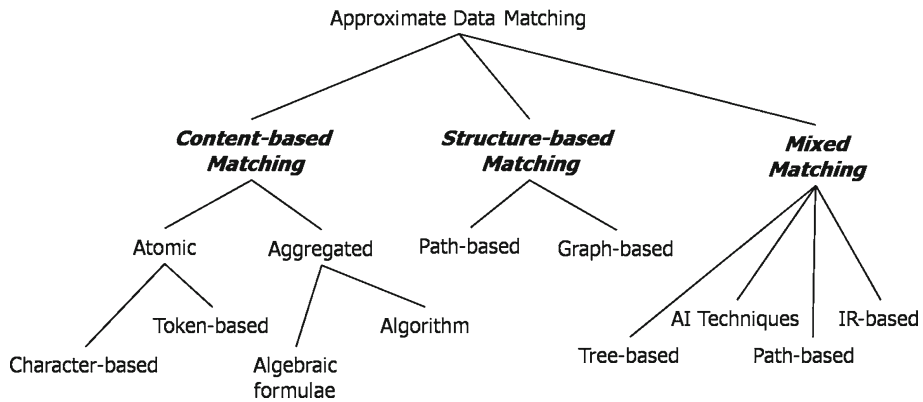 Approximate Data Matching
Content-based
Matching
Structure-based
Matching
Mixed
Matching
Atomic
Aggregated
Path-based
Graph-based
Token-based
Algorithm
AI Techniques
IR-based
Character-based
Algebraic
formulae
Tree-based
Path-based